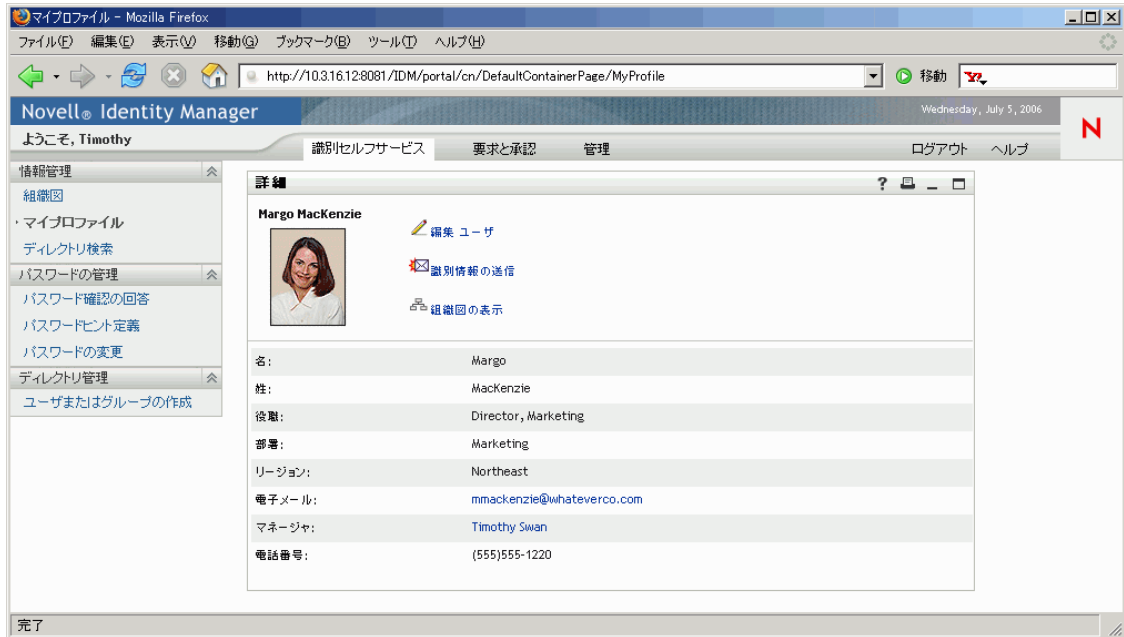 マイプロファイル - Mozilla Firefox
ファイル(F) 編集(E) 表示(V) 移動(G) ブックマーク(B) ツール(T) ヘルプ(H)
http://10.3.16.12:8081/IDM/portal/cn/DefaultContainerPage/MyProfile 移動
Novell® Identity Manager Wednesday, July 5, 2006
N
ようこそ, Timothy
識別セルフサービス 要求と承認 管理 ログアウト ヘルプ
情報管理
組織図
・マイプロファイル
ディレクトリ検索
パスワードの管理
パスワード確認の回答
パスワードヒント定義
パスワードの変更
ディレクトリ管理
ユーザまたはグループの作成
詳細 ?
Margo MacKenzie
編集 ユーザ
識別情報の送信
組織図の表示
名: Margo
姓: MacKenzie
役職: Director, Marketing
部署: Marketing
リージョン: Northeast
電子メール: mmackenzie@whateverco.com
マネージャ: Timothy Swan
電話番号: (555)555-1220
完了